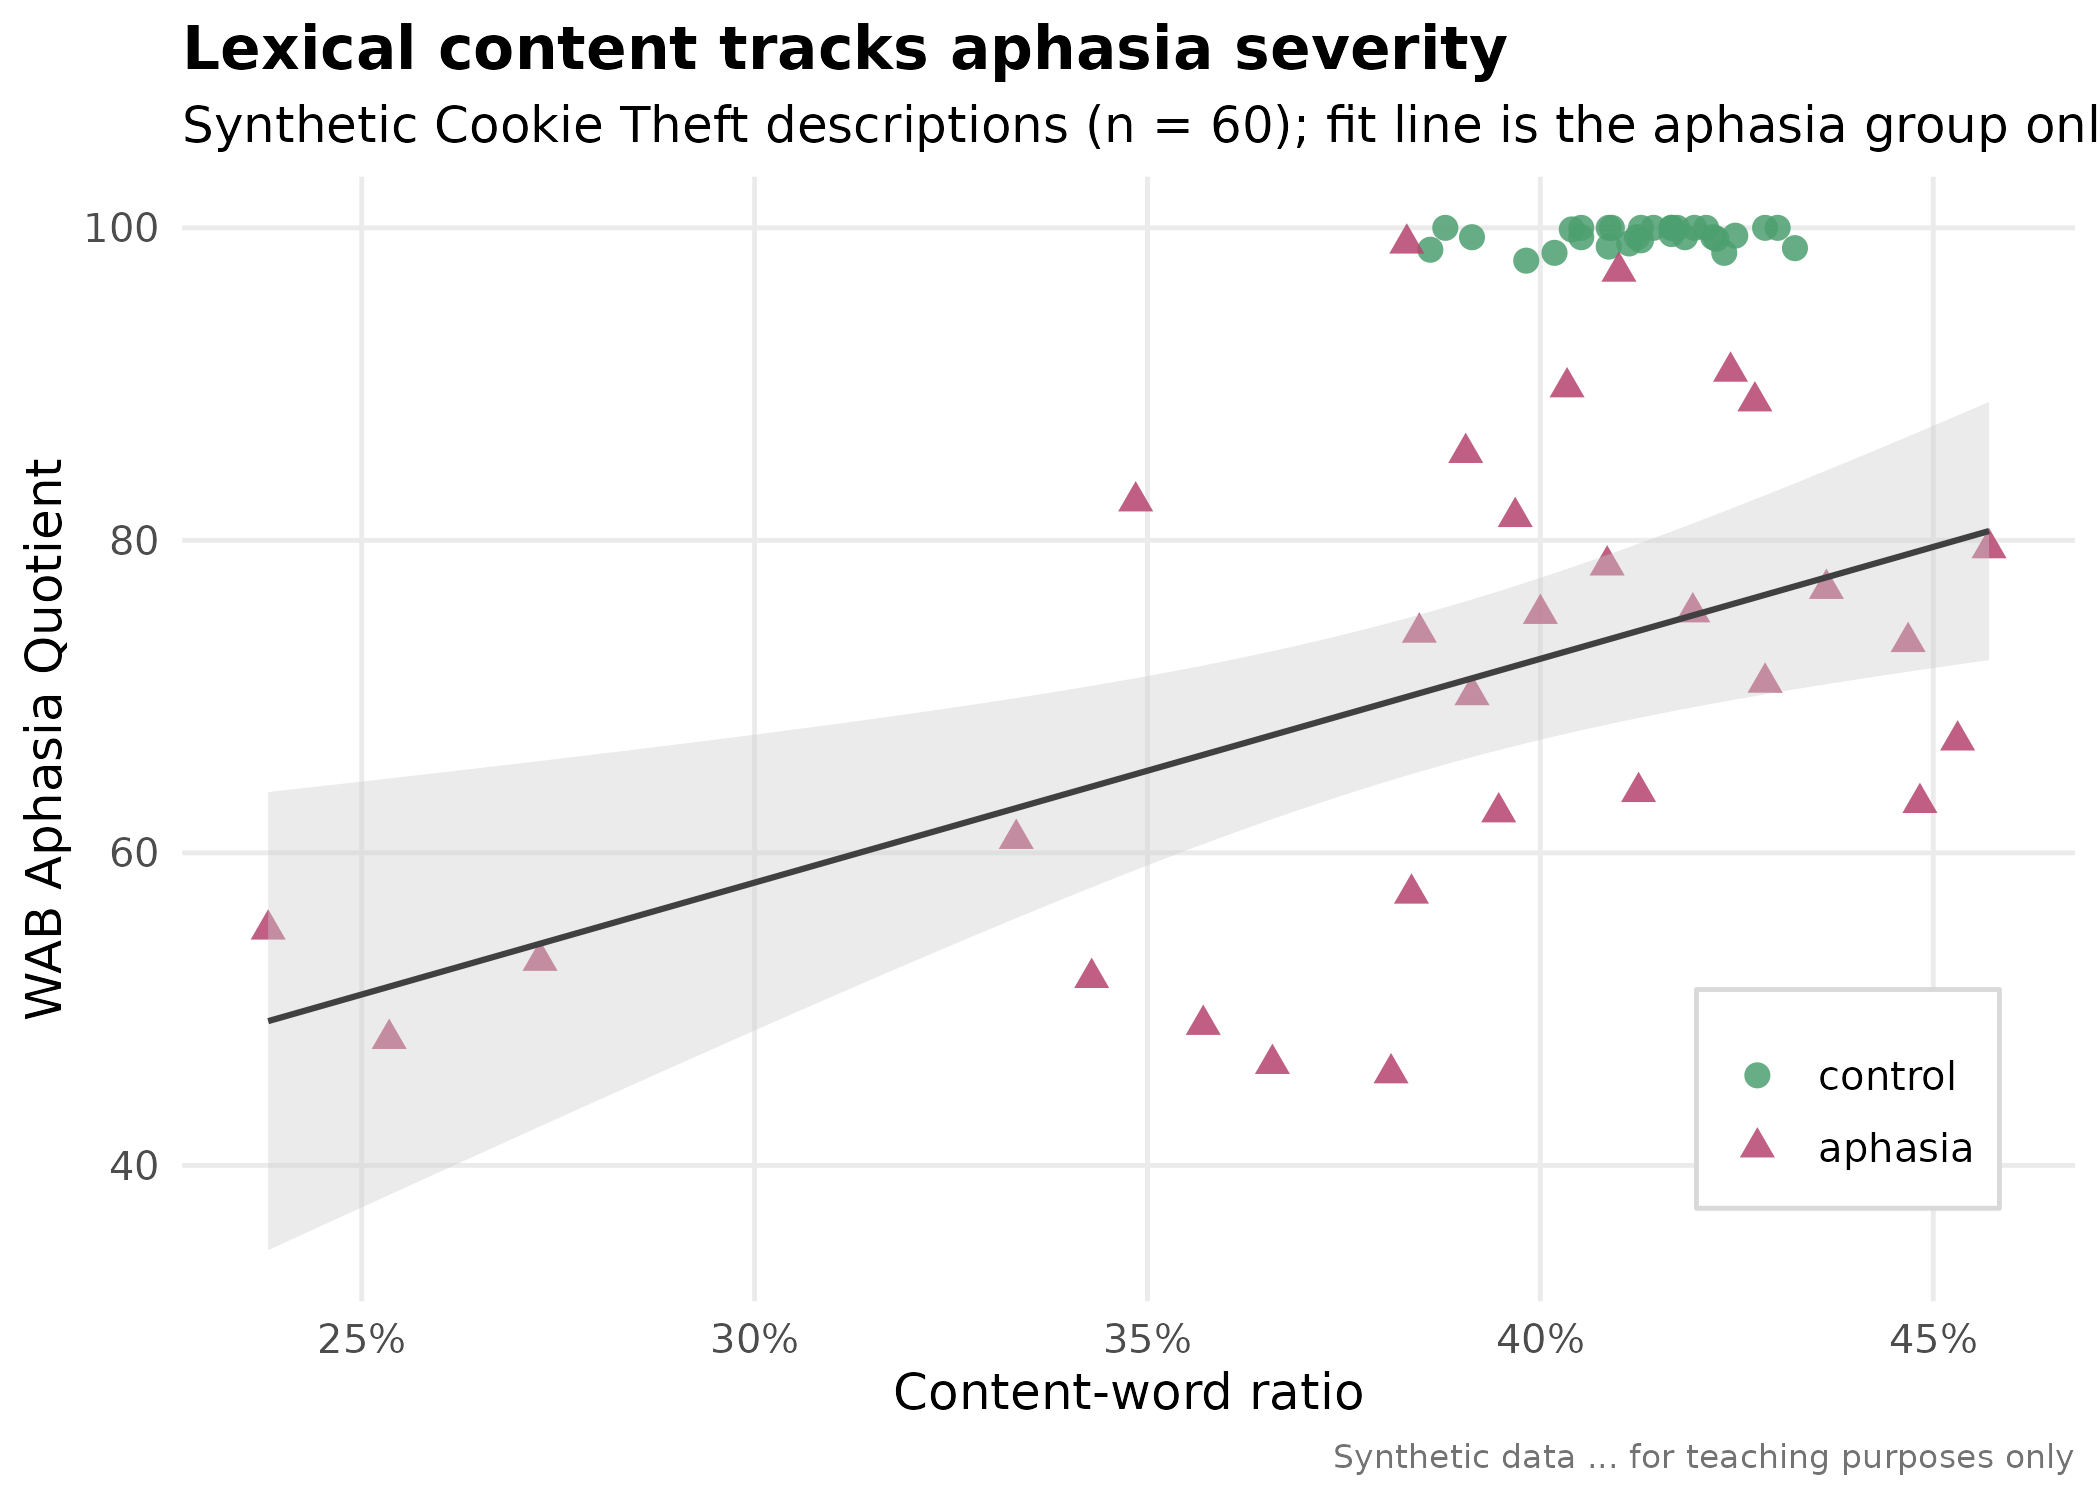 Lexical content tracks aphasia severity
Synthetic Cookie Theft descriptions (n = 60); fit line is the aphasia group onl
100
80
60
40
WAB Aphasia Quotient
control
aphasia
25% 30% 35% 40% 45%
Content-word ratio
Synthetic data ... for teaching purposes only